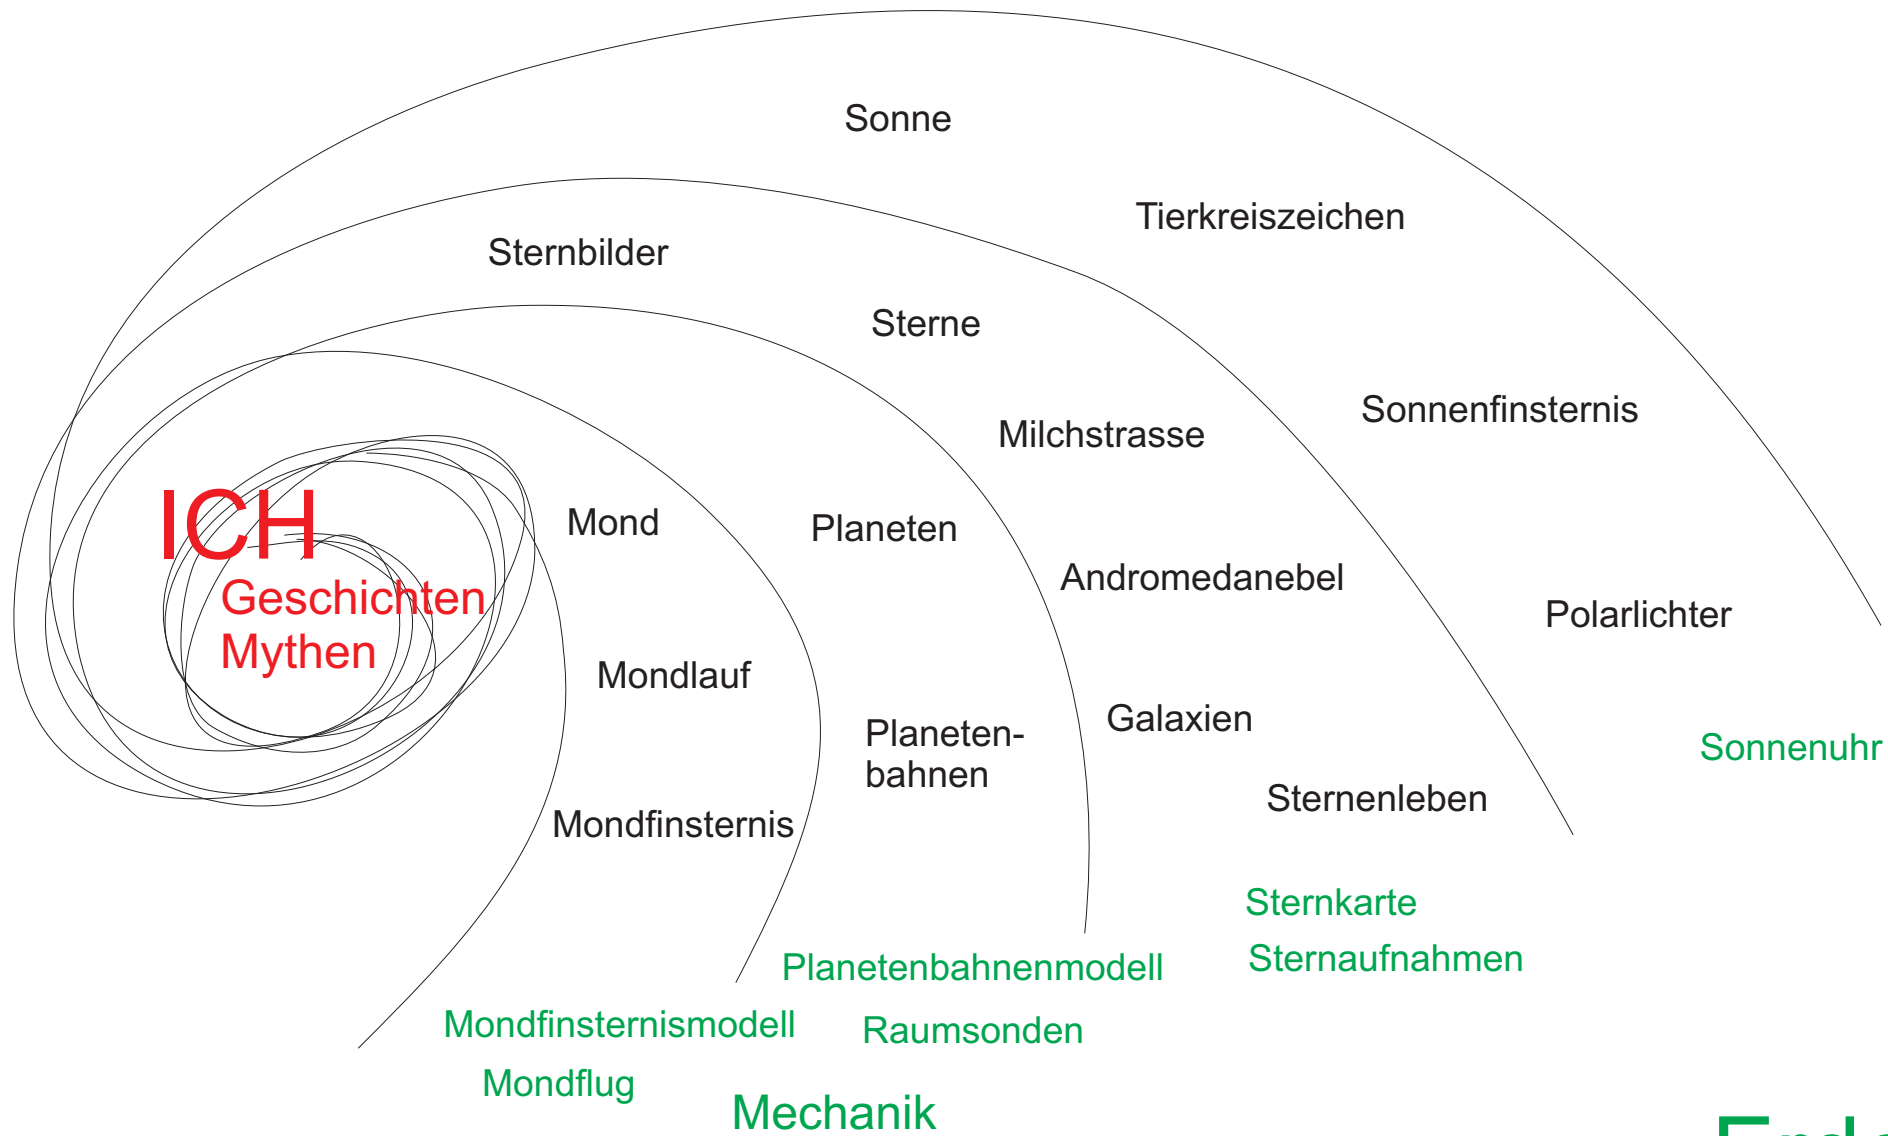 Sonne
Tierkreiszeichen
Sternbilder
Sterne
Sonnenfinsternis
Milchstrasse
ICH
Mond
Planeten
Andromedanebel
Geschichten
Mythen
Polarlichter
Mondlauf
Galaxien
Planeten-
bahnen
Sonnenuhr
Sternenleben
Mondfinsternis
Sternkarte
Sternaufnahmen
Planetenbahnenmodell
Mondfinsternismodell
Raumsonden
Mondflug
Mechanik